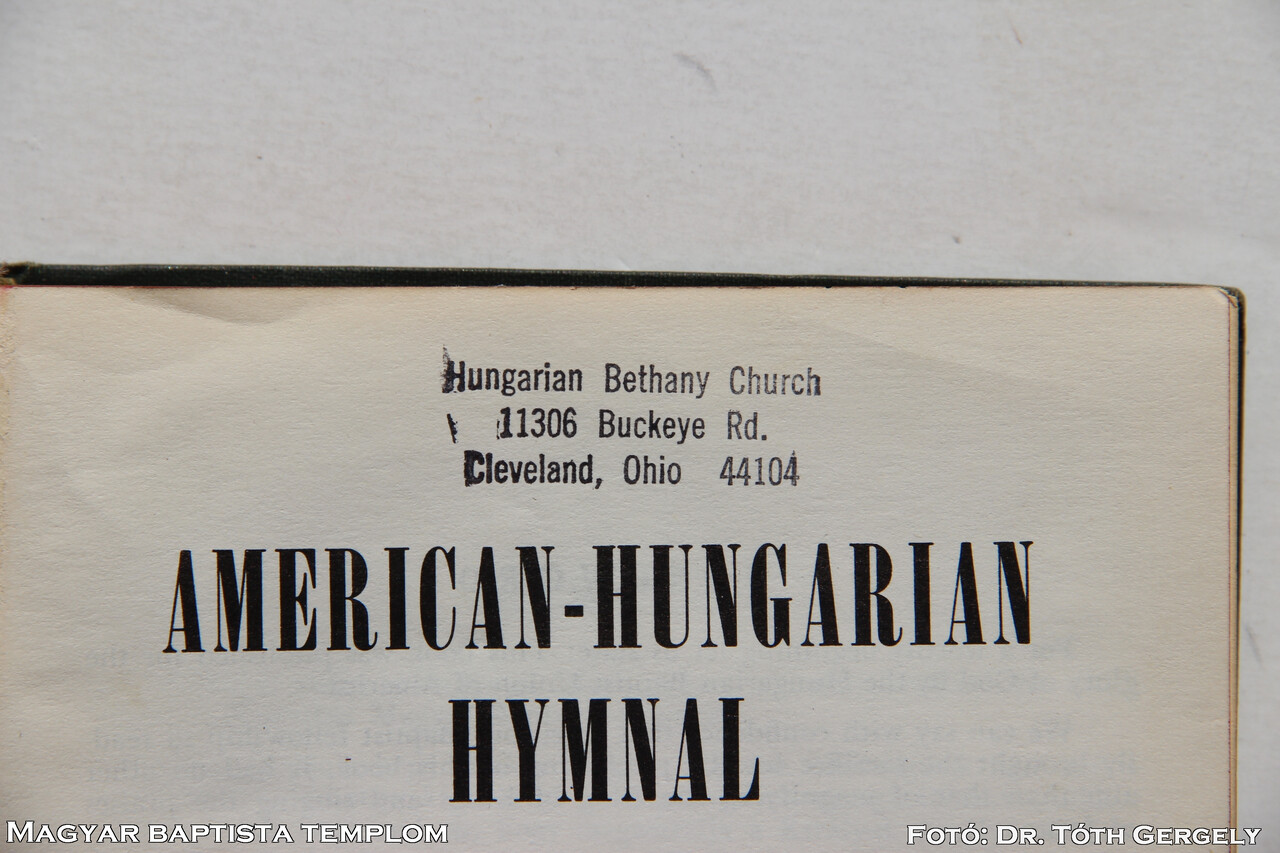 Hungarian Bethany Church
11306 Buckeye Rd.
Cleveland, Ohio 44104
AMERICAN-HUNGARIAN
HYMNAL
MAGYAR BAPTISTA TEMPLOM
FOTÓ: DR. TÓTH GERGELY